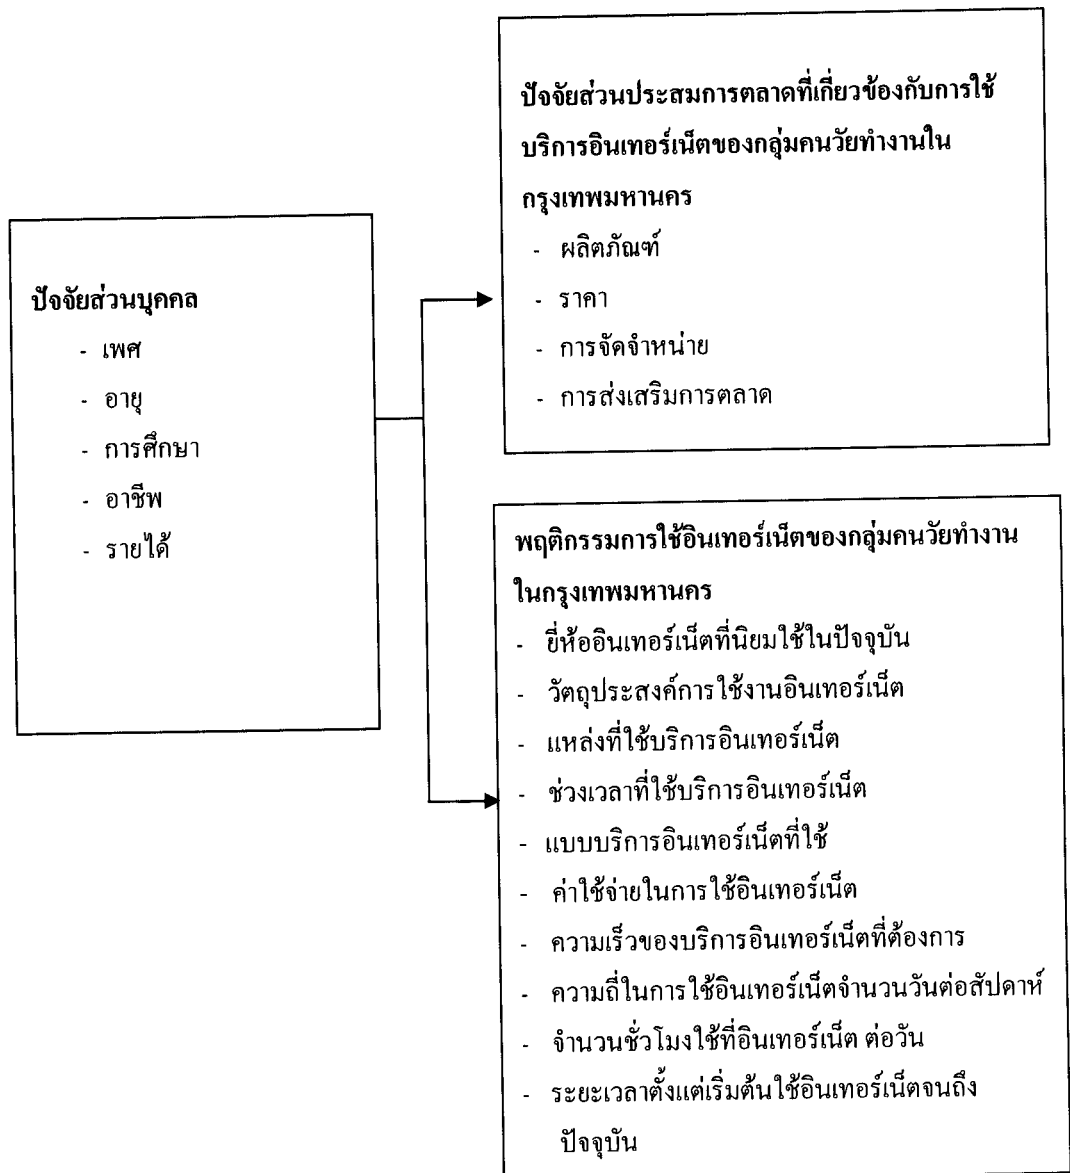 ปัจจัยส่วนบุคคล
- เพศ
- อายุ
- การศึกษา
- อาชีพ
- รายได้
ปัจจัยส่วนประสมการตลาดที่เกี่ยวข้องกับการใช้
บริการอินเทอร์เน็ตของกลุ่มคนวัยทำงานใน
กรุงเทพมหานคร
- ผลิตภัณฑ์
- ราคา
- การจัดจำหน่าย
- การส่งเสริมการตลาด
พฤติกรรมการใช้อินเทอร์เน็ตของกลุ่มคนวัยทำงาน
ในกรุงเทพมหานคร
- ยี่ห้ออินเทอร์เน็ตที่นิยมใช้ในปัจจุบัน
- วัตถุประสงค์การใช้งานอินเทอร์เน็ต
- แหล่งที่ใช้บริการอินเทอร์เน็ต
- ช่วงเวลาที่ใช้บริการอินเทอร์เน็ต
- แบบบริการอินเทอร์เน็ตที่ใช้
- ค่าใช้จ่ายในการใช้อินเทอร์เน็ต
- ความเร็วของบริการอินเทอร์เน็ตที่ต้องการ
- ความถี่ในการใช้อินเทอร์เน็ตจำนวนวันต่อสัปดาห์
- จำนวนชั่วโมงใช้ที่อินเทอร์เน็ต ต่อวัน
- ระยะเวลาตั้งแต่เริ่มต้นใช้อินเทอร์เน็ตจนถึง
ปัจจุบัน